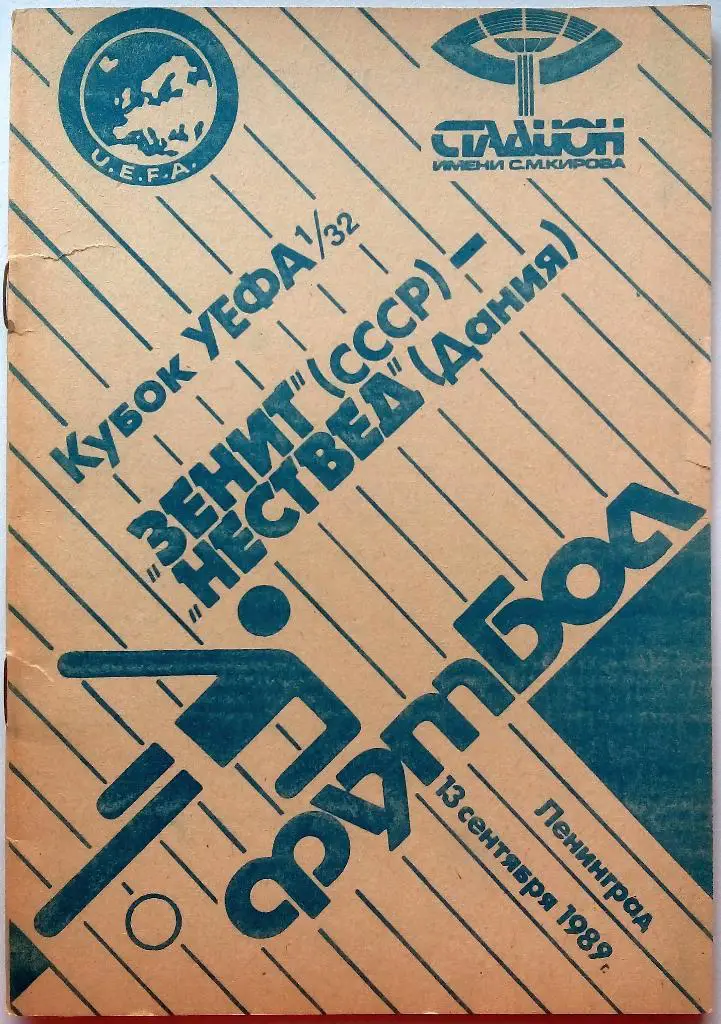 U.E.F.A.
СТАДИОН
ИМЕНИ С.М.КИРОВА
Кубок УЕФА 1/32
"ЗЕНИТ" (СССР) –
"НЕСТВЕД" (Дания)
футбол
13 сентября 1989 г.
Ленинград